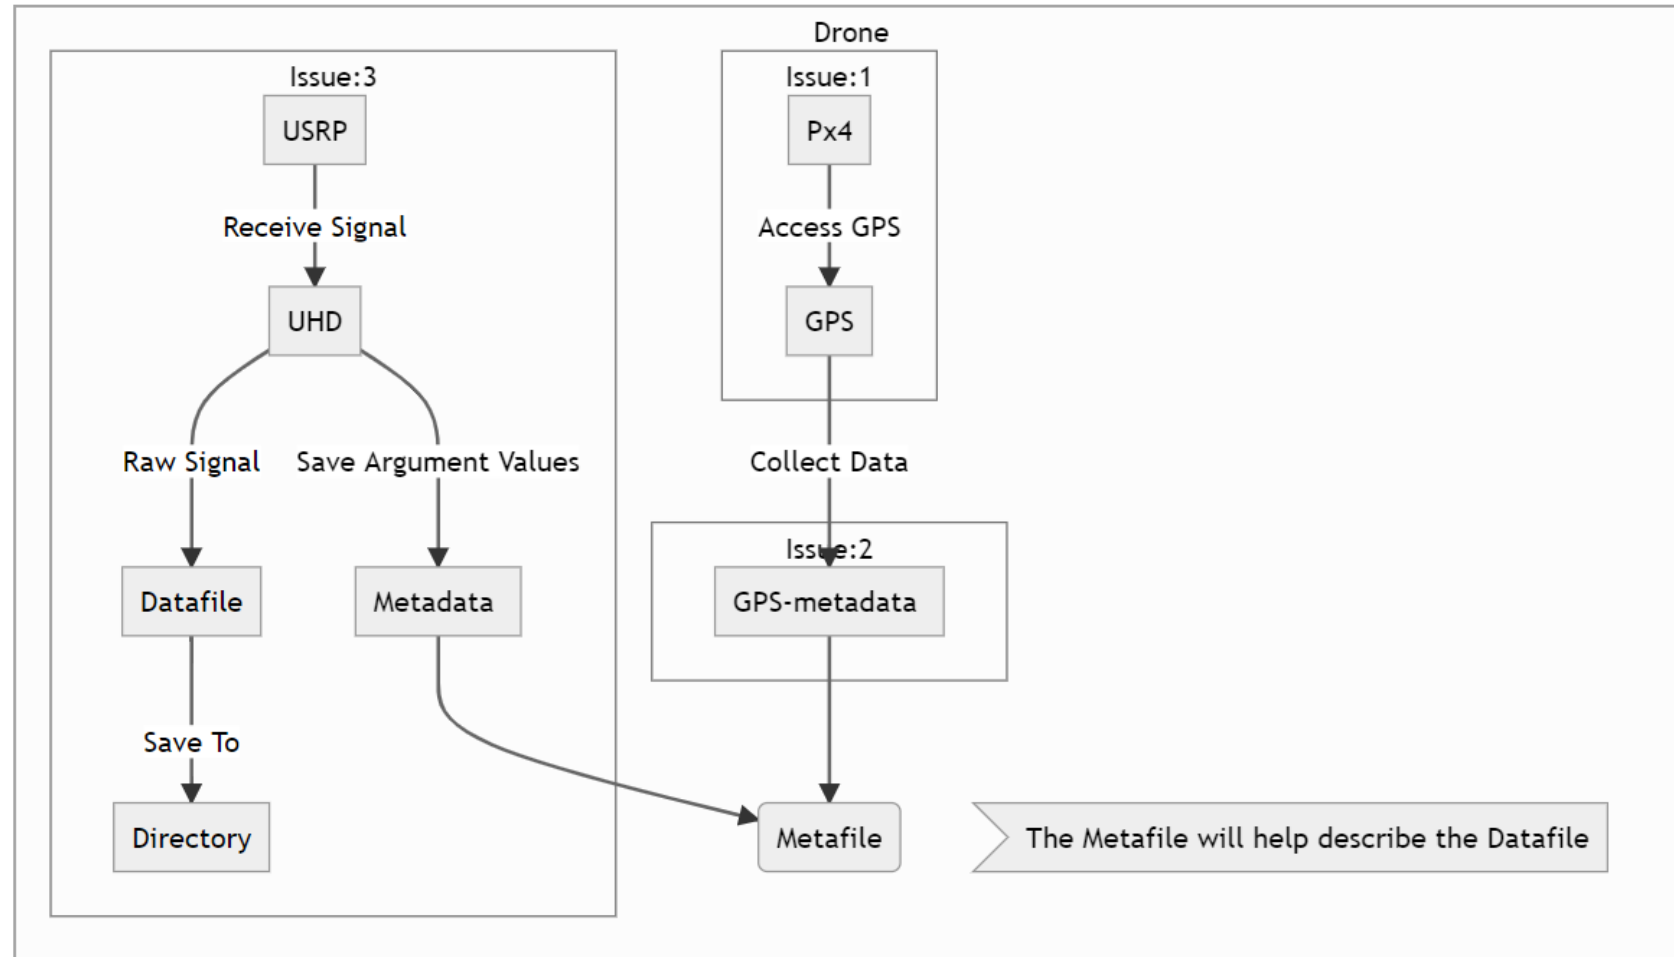 Drone
Issue:3
Issue:1
USRP
Px4
Receive Signal
Access GPS
UHD
GPS
Raw Signal
Save Argument Values
Collect Data
Issue:2
Datafile
Metadata
GPS-metadata
Save To
Directory
Metafile
The Metafile will help describe the Datafile